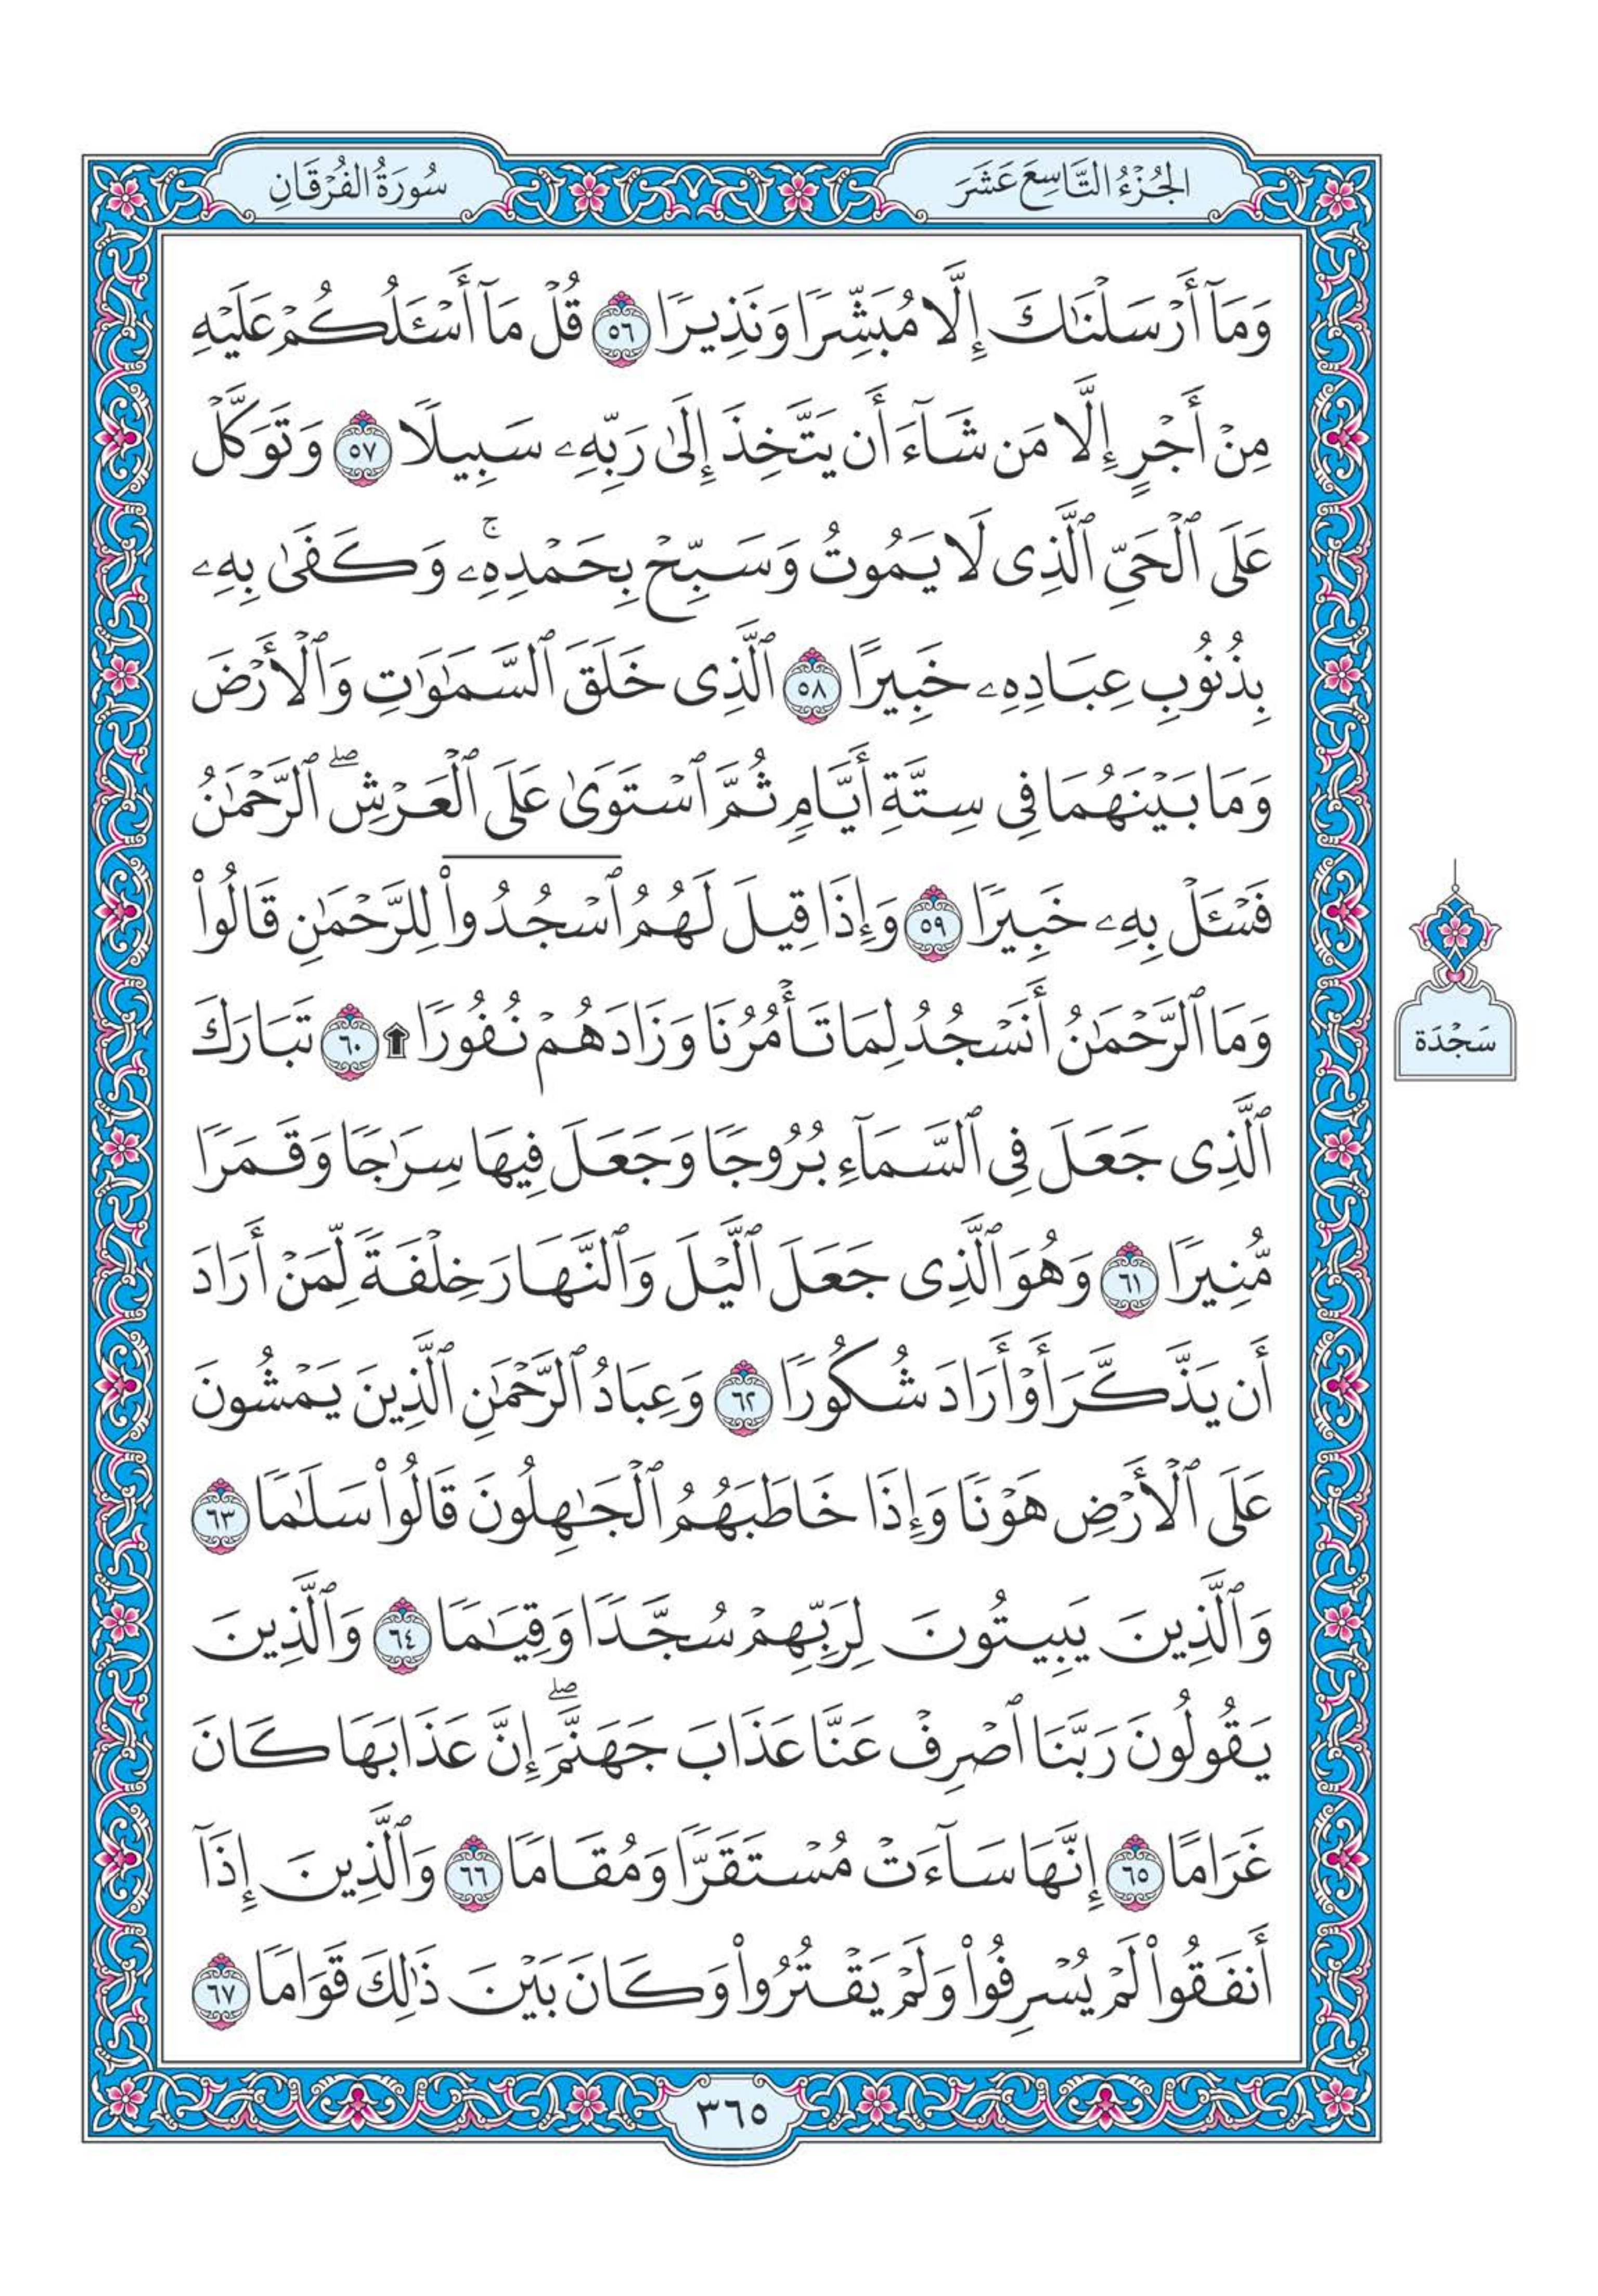 الجُزْءُ التَّاسِعَ عَشَرَ
سُورَةُ الفُرْقَانِ
وَمَآ أَرْسَلْنَٰكَ إِلَّا مُبَشِّرًا وَنَذِيرًا ٥٦ قُلْ مَآ أَسْـَٔلُكُمْ عَلَيْهِ
مِنْ أَجْرٍ إِلَّا مَن شَآءَ أَن يَتَّخِذَ إِلَىٰ رَبِّهِۦ سَبِيلًا ٥٧ وَتَوَكَّلْ
عَلَى ٱلْحَىِّ ٱلَّذِى لَا يَمُوتُ وَسَبِّحْ بِحَمْدِهِۦ ۚ وَكَفَىٰ بِهِۦ
بِذُنُوبِ عِبَادِهِۦ خَبِيرًا ٥٨ ٱلَّذِى خَلَقَ ٱلسَّمَٰوَٰتِ وَٱلْأَرْضَ
وَمَا بَيْنَهُمَا فِى سِتَّةِ أَيَّامٍ ثُمَّ ٱسْتَوَىٰ عَلَى ٱلْعَرْشِ ۖ ٱلرَّحْمَٰنُ
فَسْـَٔلْ بِهِۦ خَبِيرًا ٥٩ وَإِذَا قِيلَ لَهُمُ ٱسْجُدُوا۟ لِلرَّحْمَٰنِ قَالُوا۟
وَمَا ٱلرَّحْمَٰنُ أَنَسْجُدُ لِمَا تَأْمُرُنَا وَزَادَهُمْ نُفُورًا ۩ ٦٠ تَبَارَكَ
سَجْدَة
ٱلَّذِى جَعَلَ فِى ٱلسَّمَآءِ بُرُوجًا وَجَعَلَ فِيهَا سِرَٰجًا وَقَمَرًا
مُّنِيرًا ٦١ وَهُوَ ٱلَّذِى جَعَلَ ٱلَّيْلَ وَٱلنَّهَارَ خِلْفَةً لِّمَنْ أَرَادَ
أَن يَذَّكَّرَ أَوْ أَرَادَ شُكُورًا ٦٢ وَعِبَادُ ٱلرَّحْمَٰنِ ٱلَّذِينَ يَمْشُونَ
عَلَى ٱلْأَرْضِ هَوْنًا وَإِذَا خَاطَبَهُمُ ٱلْجَٰهِلُونَ قَالُوا۟ سَلَٰمًا ٦٣
وَٱلَّذِينَ يَبِيتُونَ لِرَبِّهِمْ سُجَّدًا وَقِيَٰمًا ٦٤ وَٱلَّذِينَ
يَقُولُونَ رَبَّنَا ٱصْرِفْ عَنَّا عَذَابَ جَهَنَّمَ ۖ إِنَّ عَذَابَهَا كَانَ
غَرَامًا ٦٥ إِنَّهَا سَآءَتْ مُسْتَقَرًّا وَمُقَامًا ٦٦ وَٱلَّذِينَ إِذَآ
أَنفَقُوا۟ لَمْ يُسْرِفُوا۟ وَلَمْ يَقْتُرُوا۟ وَكَانَ بَيْنَ ذَٰلِكَ قَوَامًا ٦٧
٣٦٥